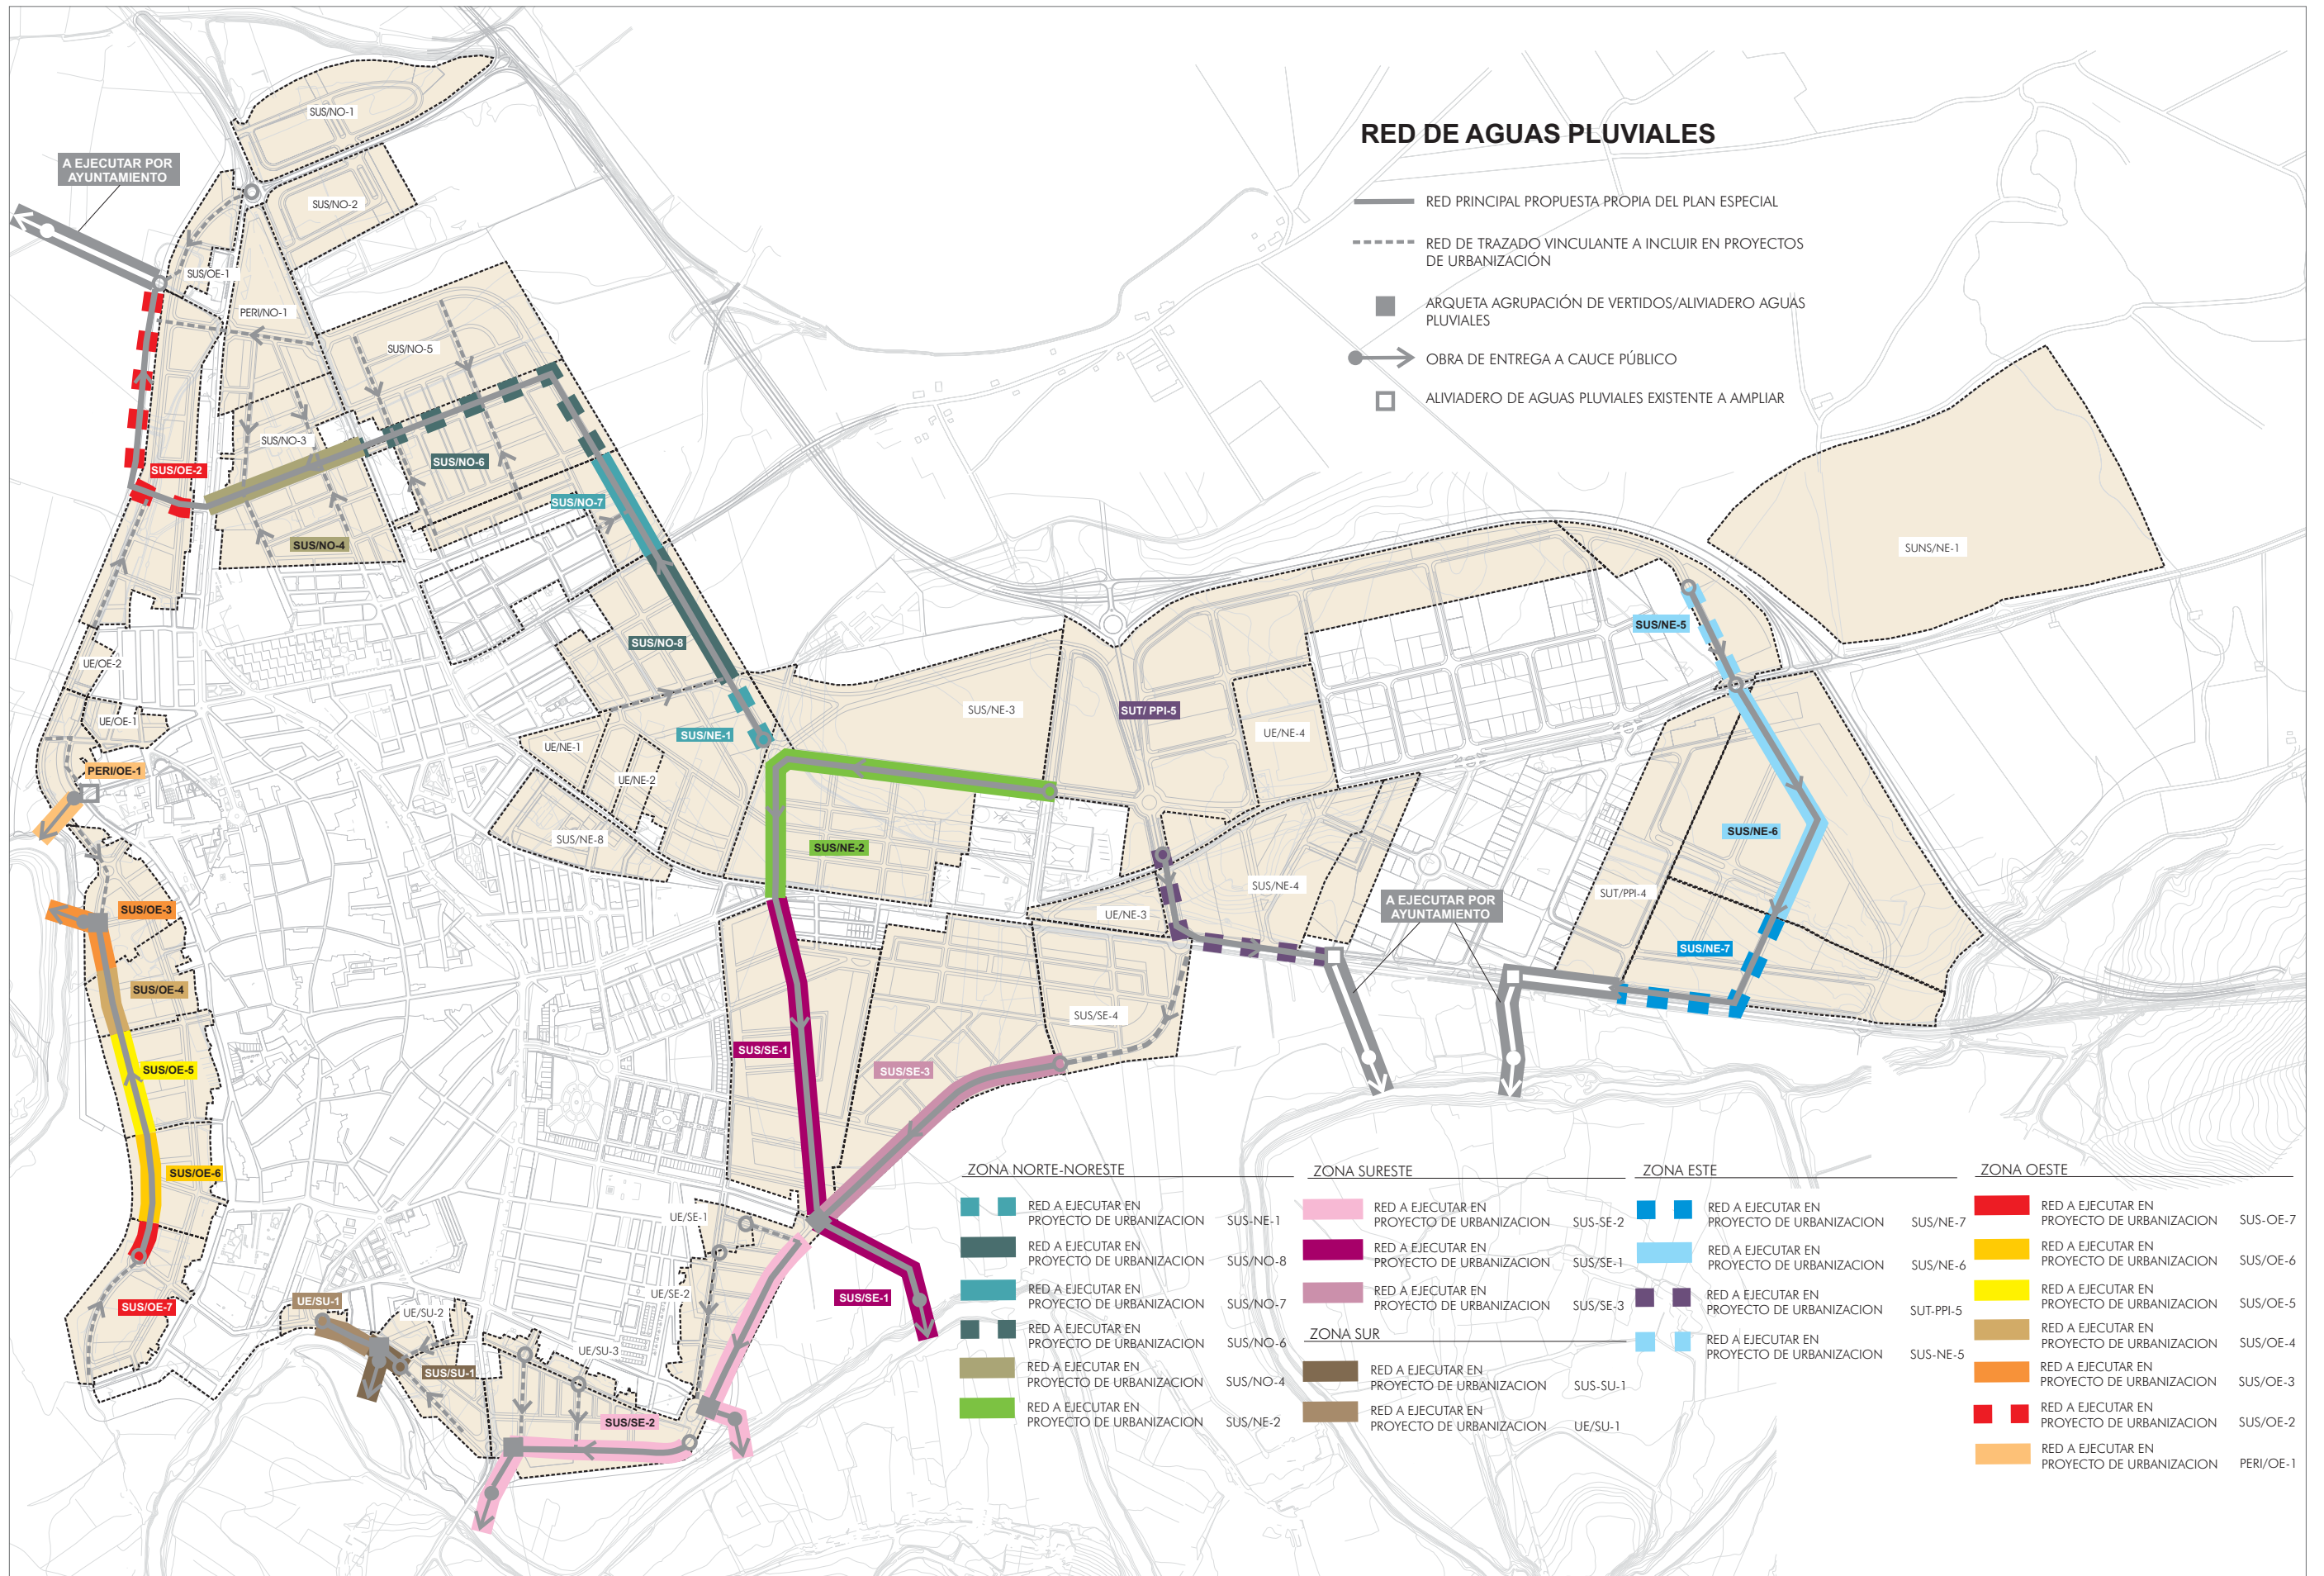 RED DE AGUAS PLUVIALES
RED PRINCIPAL PROPUESTA PROPIA DEL PLAN ESPECIAL
RED DE TRAZADO VINCULANTE A INCLUIR EN PROYECTOS
DE URBANIZACIÓN
ARQUETA AGRUPACIÓN DE VERTIDOS/ALIVIADERO AGUAS
PLUVIALES
OBRA DE ENTREGA A CAUCE PÚBLICO
ALIVIADERO DE AGUAS PLUVIALES EXISTENTE A AMPLIAR
SUS/NO-1
A EJECUTAR POR
AYUNTAMIENTO
SUS/NO-2
SUS/OE-1
PERI/NO-1
SUS/NO-5
SUS/NO-3
SUS/NO-6
SUS/OE-2
SUS/NO-7
SUS/NO-4
SUNS/NE-1
SUS/NE-5
SUS/NO-8
UE/OE-2
SUS/NE-3
SUT/ PPI-5
UE/OE-1
UE/NE-4
SUS/NE-1
UE/NE-1
PERI/OE-1
UE/NE-2
SUS/NE-6
SUS/NE-8
SUS/NE-2
SUS/NE-4
SUT/PPI-4
A EJECUTAR POR
AYUNTAMIENTO
SUS/OE-3
UE/NE-3
SUS/NE-7
SUS/OE-4
SUS/SE-4
SUS/SE-1
SUS/OE-5
SUS/SE-3
SUS/OE-6
UE/SE-1
UE/SE-2
SUS/SE-1
SUS/OE-7
UE/SU-1
UE/SU-2
UE/SU-3
SUS/SU-1
SUS/SE-2
ZONA NORTE-NORESTE
RED A EJECUTAR EN
PROYECTO DE URBANIZACION SUS-NE-1
RED A EJECUTAR EN
PROYECTO DE URBANIZACION SUS/NO-8
RED A EJECUTAR EN
PROYECTO DE URBANIZACION SUS/NO-7
RED A EJECUTAR EN
PROYECTO DE URBANIZACION SUS/NO-6
RED A EJECUTAR EN
PROYECTO DE URBANIZACION SUS/NO-4
RED A EJECUTAR EN
PROYECTO DE URBANIZACION SUS/NE-2
ZONA SURESTE
RED A EJECUTAR EN
PROYECTO DE URBANIZACION SUS-SE-2
RED A EJECUTAR EN
PROYECTO DE URBANIZACION SUS/SE-1
RED A EJECUTAR EN
PROYECTO DE URBANIZACION SUS/SE-3
ZONA SUR
RED A EJECUTAR EN
PROYECTO DE URBANIZACION SUS-SU-1
RED A EJECUTAR EN
PROYECTO DE URBANIZACION UE/SU-1
ZONA ESTE
RED A EJECUTAR EN
PROYECTO DE URBANIZACION SUS/NE-7
RED A EJECUTAR EN
PROYECTO DE URBANIZACION SUS/NE-6
RED A EJECUTAR EN
PROYECTO DE URBANIZACION SUT-PPI-5
RED A EJECUTAR EN
PROYECTO DE URBANIZACION SUS-NE-5
ZONA OESTE
RED A EJECUTAR EN
PROYECTO DE URBANIZACION SUS-OE-7
RED A EJECUTAR EN
PROYECTO DE URBANIZACION SUS/OE-6
RED A EJECUTAR EN
PROYECTO DE URBANIZACION SUS/OE-5
RED A EJECUTAR EN
PROYECTO DE URBANIZACION SUS/OE-4
RED A EJECUTAR EN
PROYECTO DE URBANIZACION SUS/OE-3
RED A EJECUTAR EN
PROYECTO DE URBANIZACION SUS/OE-2
RED A EJECUTAR EN
PROYECTO DE URBANIZACION PERI/OE-1